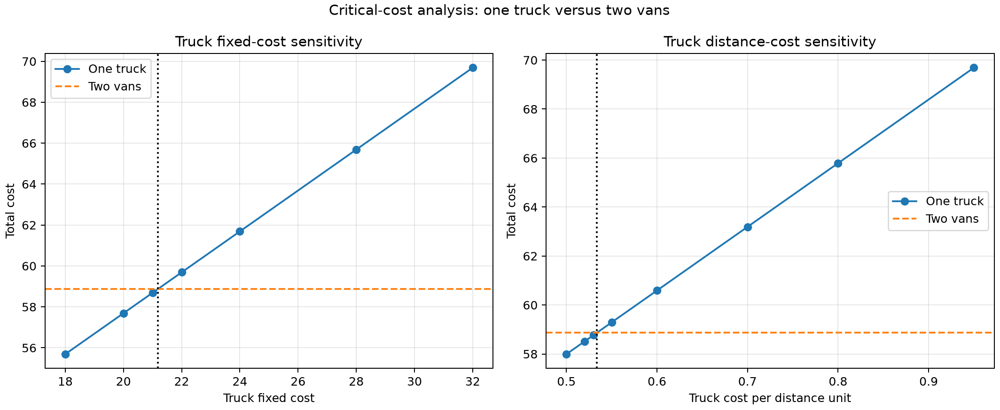 Critical-cost analysis: one truck versus two vans
Truck fixed-cost sensitivity
70
68
66
64
62
60
58
56
Total cost
One truck
Two vans
18 20 22 24 26 28 30 32
Truck fixed cost
Truck distance-cost sensitivity
70
68
66
64
62
60
58
Total cost
One truck
Two vans
0.5 0.6 0.7 0.8 0.9
Truck cost per distance unit